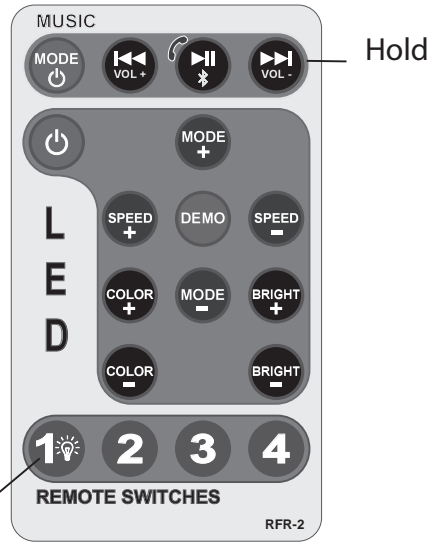 MUSIC
Hold
MODE
VOL +
VOL -
MODE
+
SPEED
+
DEMO
SPEED
-
COLOR
+
MODE
-
BRIGHT
+
COLOR
-
BRIGHT
-
L
E
D
1 2 3 4
REMOTE SWITCHES
RFR-2